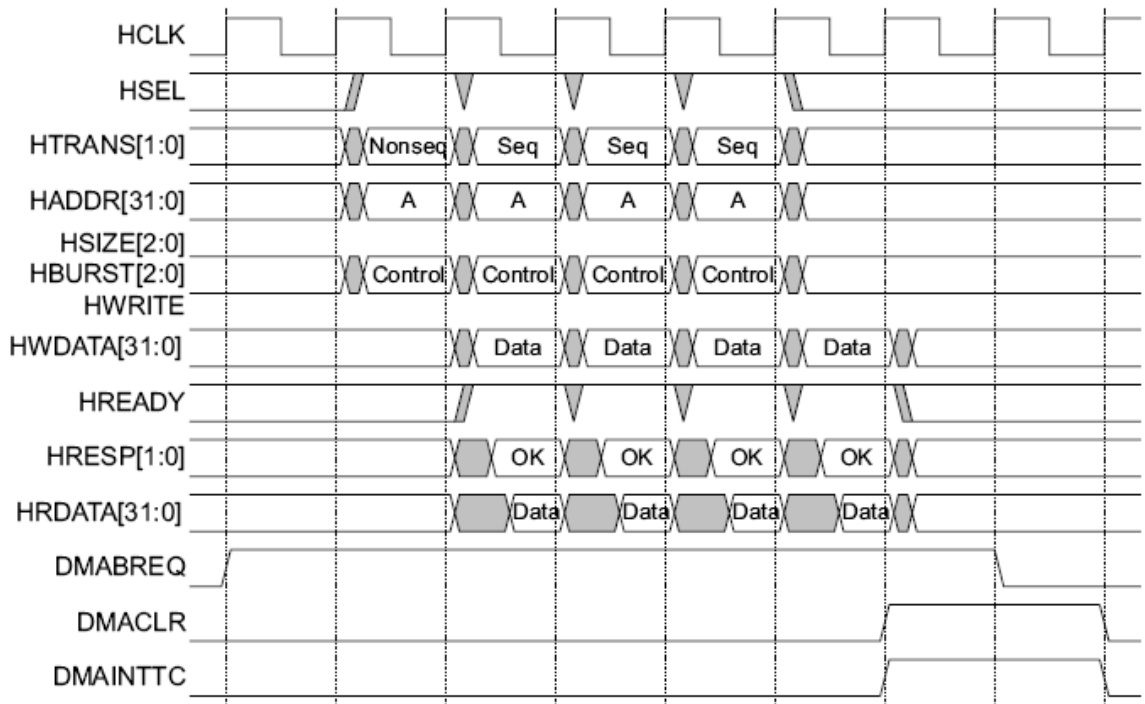 HCLK
HSEL
HTRANS[1:0] Nonseq Seq Seq Seq
HADDR[31:0] A A A A
HSIZE[2:0]
HBURST[2:0] Control Control Control Control
HWRITE
HWDATA[31:0] Data Data Data Data
HREADY
HRESP[1:0] OK OK OK OK
HRDATA[31:0] Data Data Data Data
DMABREQ
DMACLR
DMAINTTC